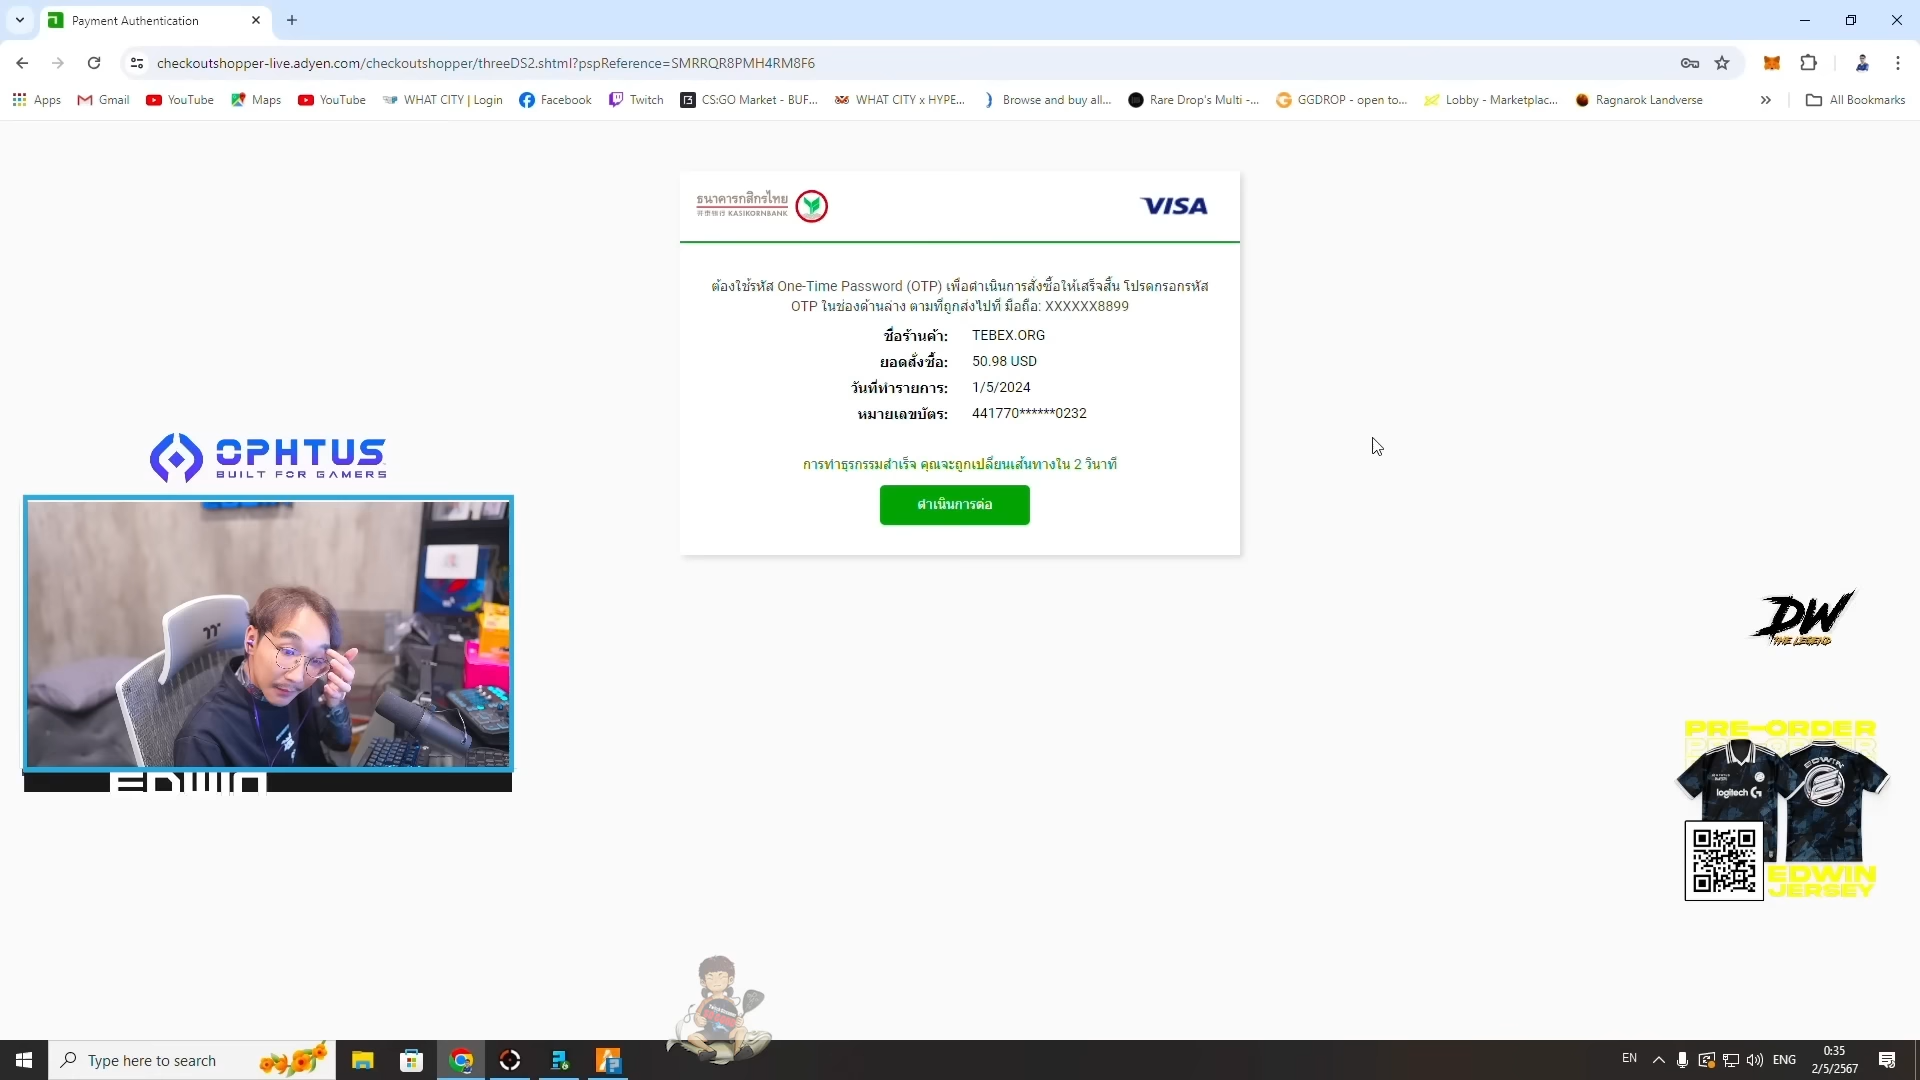 Payment Authentication
checkoutshopper-live.adyen.com/checkoutshopper/threeDS2.shtml?pspReference=SMRRQR8PMH4RM8F6
Apps
Gmail
YouTube
Maps
YouTube
WHAT CITY | Login
Facebook
Twitch
CS:GO Market - BUF...
WHAT CITY x HYPE...
Browse and buy all...
Rare Drop's Multi -...
GGDROP - open to...
Lobby - Marketplac...
Ragnarok Landverse
All Bookmarks
ธนาคารกสิกรไทย
开泰银行 KASIKORNBANK
VISA
ต้องใช้รหัส One-Time Password (OTP) เพื่อดำเนินการสั่งซื้อให้เสร็จสิ้น โปรดกรอกรหัส
OTP ในช่องด้านล่าง ตามที่ถูกส่งไปที่ มือถือ: XXXXXX8899
ชื่อร้านค้า: TEBEX.ORG
ยอดสั่งซื้อ: 50.98 USD
วันที่ทำรายการ: 1/5/2024
หมายเลขบัตร: 441770******0232
การทำธุรกรรมสำเร็จ คุณจะถูกเปลี่ยนเส้นทางใน 2 วินาที
ดำเนินการต่อ
OPHTUS
BUILT FOR GAMERS
EDWIN
DW
THE LEGEND
PRE-ORDER
EDWIN
logitech G
EDWIN
JERSEY
Type here to search
EN
ENG
0:35
2/5/2567